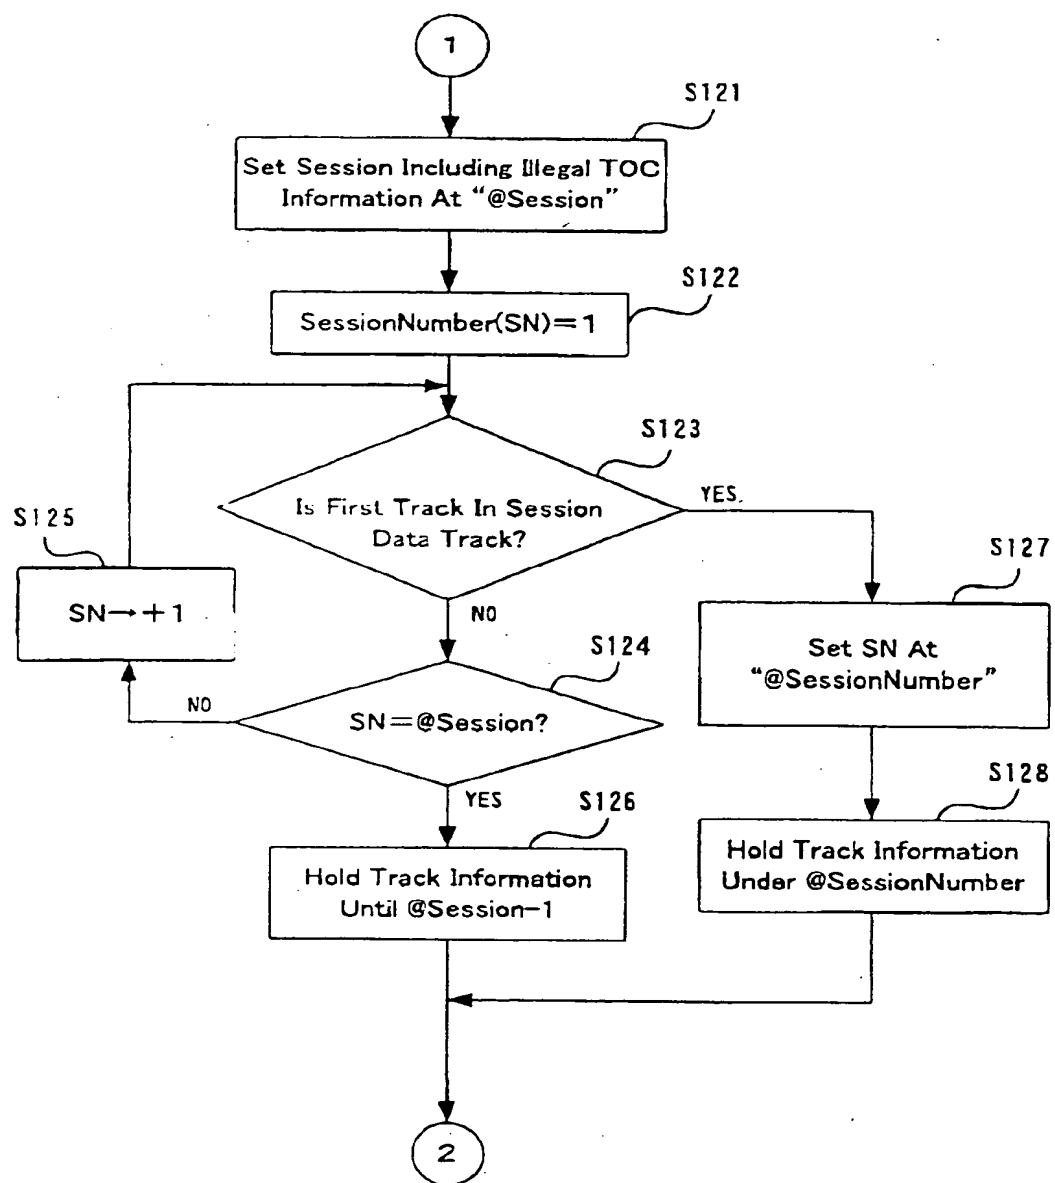 1
S121
Set Session Including Illegal TOC
Information At “@Session”
S122
SessionNumber(SN)=1
S123
Is First Track In Session
Data Track?
YES.
NO
S125
SN→+1
S124
SN=@Session?
NO
YES
S127
Set SN At
“@SessionNumber”
S126
Hold Track Information
Until @Session-1
S128
Hold Track Information
Under @SessionNumber
2